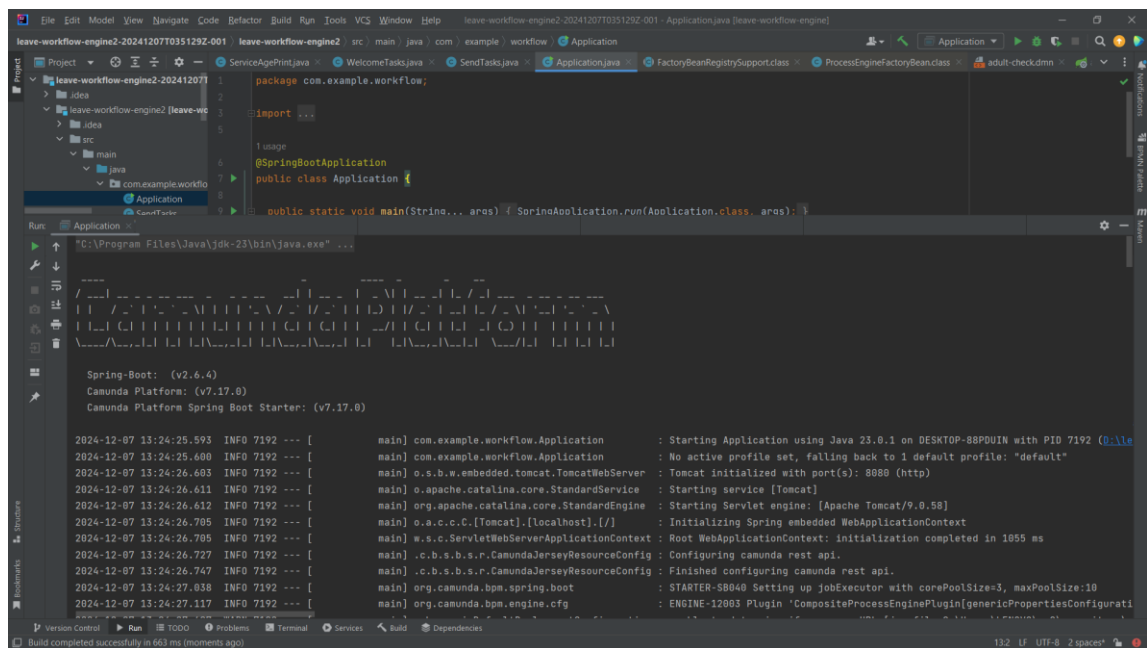 File Edit Model View Navigate Code Refactor Build Run Tools VCS Window Help leave-workflow-engine2-20241207T035129Z-001 - Application.java [leave-workflow-engine]
leave-workflow-engine2-20241207T035129Z-001 〉 leave-workflow-engine2 〉 src 〉 main 〉 java 〉 com 〉 example 〉 workflow 〉 Application
Application
Project
ServiceAgePrint.java × WelcomeTasks.java × SendTasks.java × Application.java × FactoryBeanRegistrySupport.class × ProcessEngineFactoryBean.class × adult-check.dmn ×
Project
leave-workflow-engine2-20241207T
.idea
leave-workflow-engine2 [leave-wo
.idea
src
main
java
com.example.workflo
Application
SendTasks
1 package com.example.workflow;
2
3 import ...
5
1 usage
6 @SpringBootApplication
7 public class Application {
8
9 public static void main(String... args) { SpringApplication.run(Application.class, args); }
Notifications
BPMN Palette
Maven
Run: Application ×
"C:\Program Files\Java\jdk-23\bin\java.exe" ...
Camunda Platform
Spring-Boot: (v2.6.4)
Camunda Platform: (v7.17.0)
Camunda Platform Spring Boot Starter: (v7.17.0)
2024-12-07 13:24:25.593 INFO 7192 --- [ main] com.example.workflow.Application : Starting Application using Java 23.0.1 on DESKTOP-88PDUIN with PID 7192 (D:\le
2024-12-07 13:24:25.600 INFO 7192 --- [ main] com.example.workflow.Application : No active profile set, falling back to 1 default profile: "default"
2024-12-07 13:24:26.603 INFO 7192 --- [ main] o.s.b.w.embedded.tomcat.TomcatWebServer : Tomcat initialized with port(s): 8080 (http)
2024-12-07 13:24:26.611 INFO 7192 --- [ main] o.apache.catalina.core.StandardService : Starting service [Tomcat]
2024-12-07 13:24:26.612 INFO 7192 --- [ main] org.apache.catalina.core.StandardEngine : Starting Servlet engine: [Apache Tomcat/9.0.58]
2024-12-07 13:24:26.705 INFO 7192 --- [ main] o.a.c.c.C.[Tomcat].[localhost].[/] : Initializing Spring embedded WebApplicationContext
2024-12-07 13:24:26.705 INFO 7192 --- [ main] w.s.c.ServletWebServerApplicationContext : Root WebApplicationContext: initialization completed in 1055 ms
2024-12-07 13:24:26.727 INFO 7192 --- [ main] .c.b.s.b.s.r.CamundaJerseyResourceConfig : Configuring camunda rest api.
2024-12-07 13:24:26.747 INFO 7192 --- [ main] .c.b.s.b.s.r.CamundaJerseyResourceConfig : Finished configuring camunda rest api.
2024-12-07 13:24:27.038 INFO 7192 --- [ main] org.camunda.bpm.spring.boot : STARTER-SB040 Setting up jobExecutor with corePoolSize=3, maxPoolSize:10
2024-12-07 13:24:27.117 INFO 7192 --- [ main] org.camunda.bpm.engine.cfg : ENGINE-12003 Plugin 'CompositeProcessEnginePlugin[genericPropertiesConfigurati
Structure
Bookmarks
Version Control Run TODO Problems Terminal Services Build Dependencies
Build completed successfully in 663 ms (moments ago) 13:2 LF UTF-8 2 spaces*